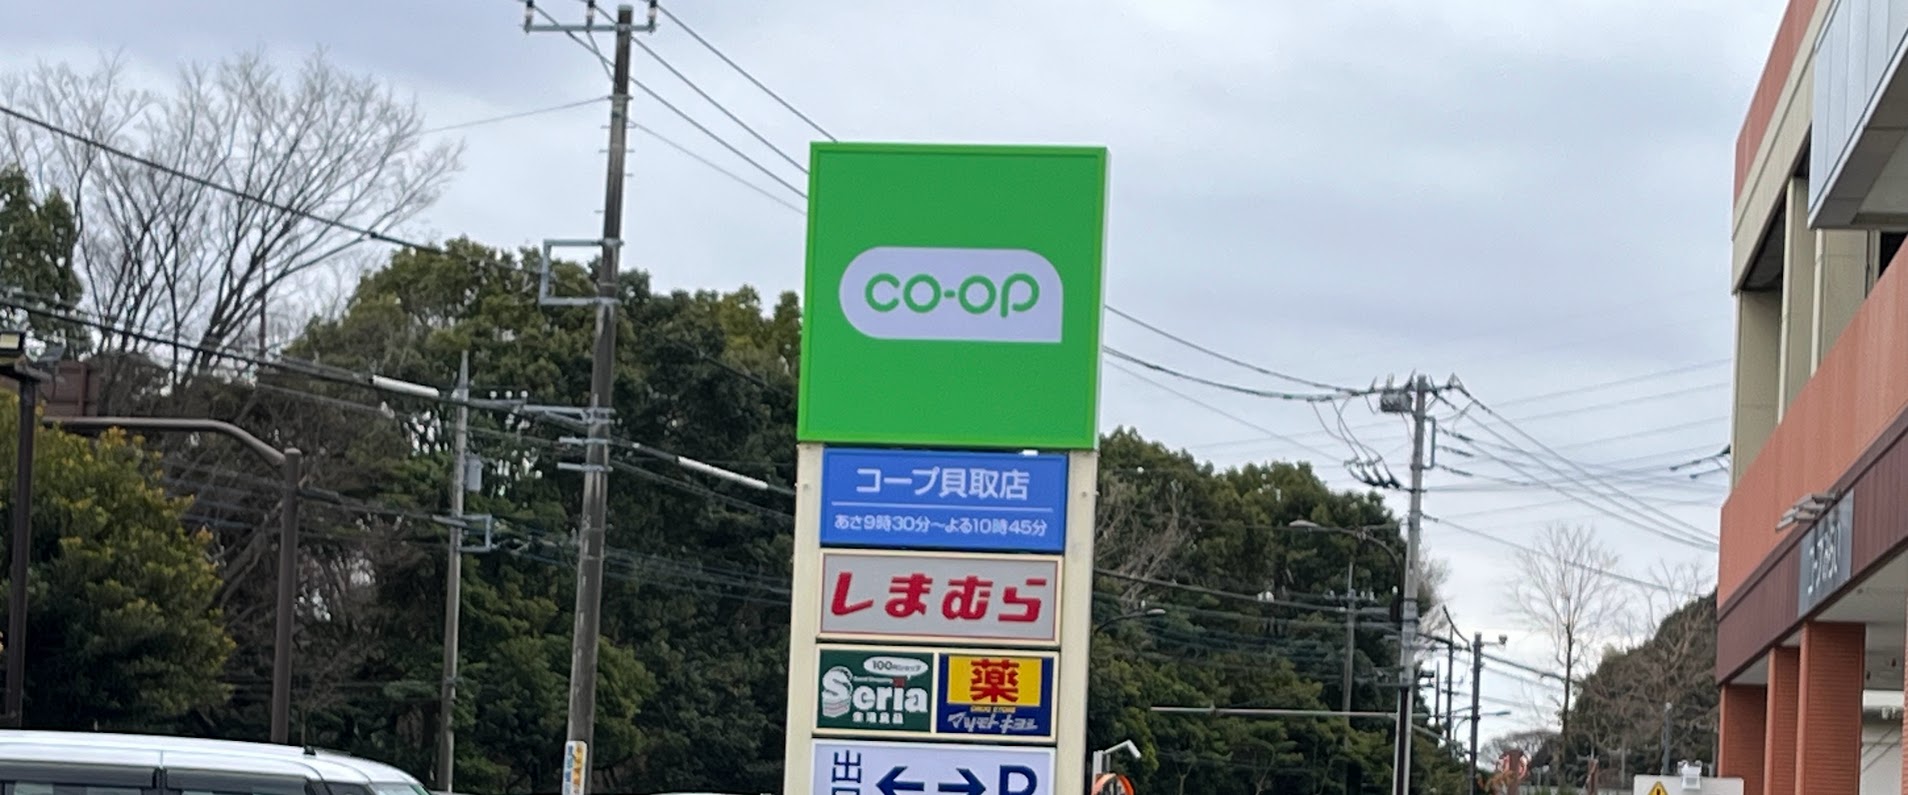 co-op
コープ貝取店
あさ9時30分～よる10時45分
しまむら
100円ショップ
Seria
生活良品
薬
DRUG STORE
マツモトキヨシ
出口
← → P